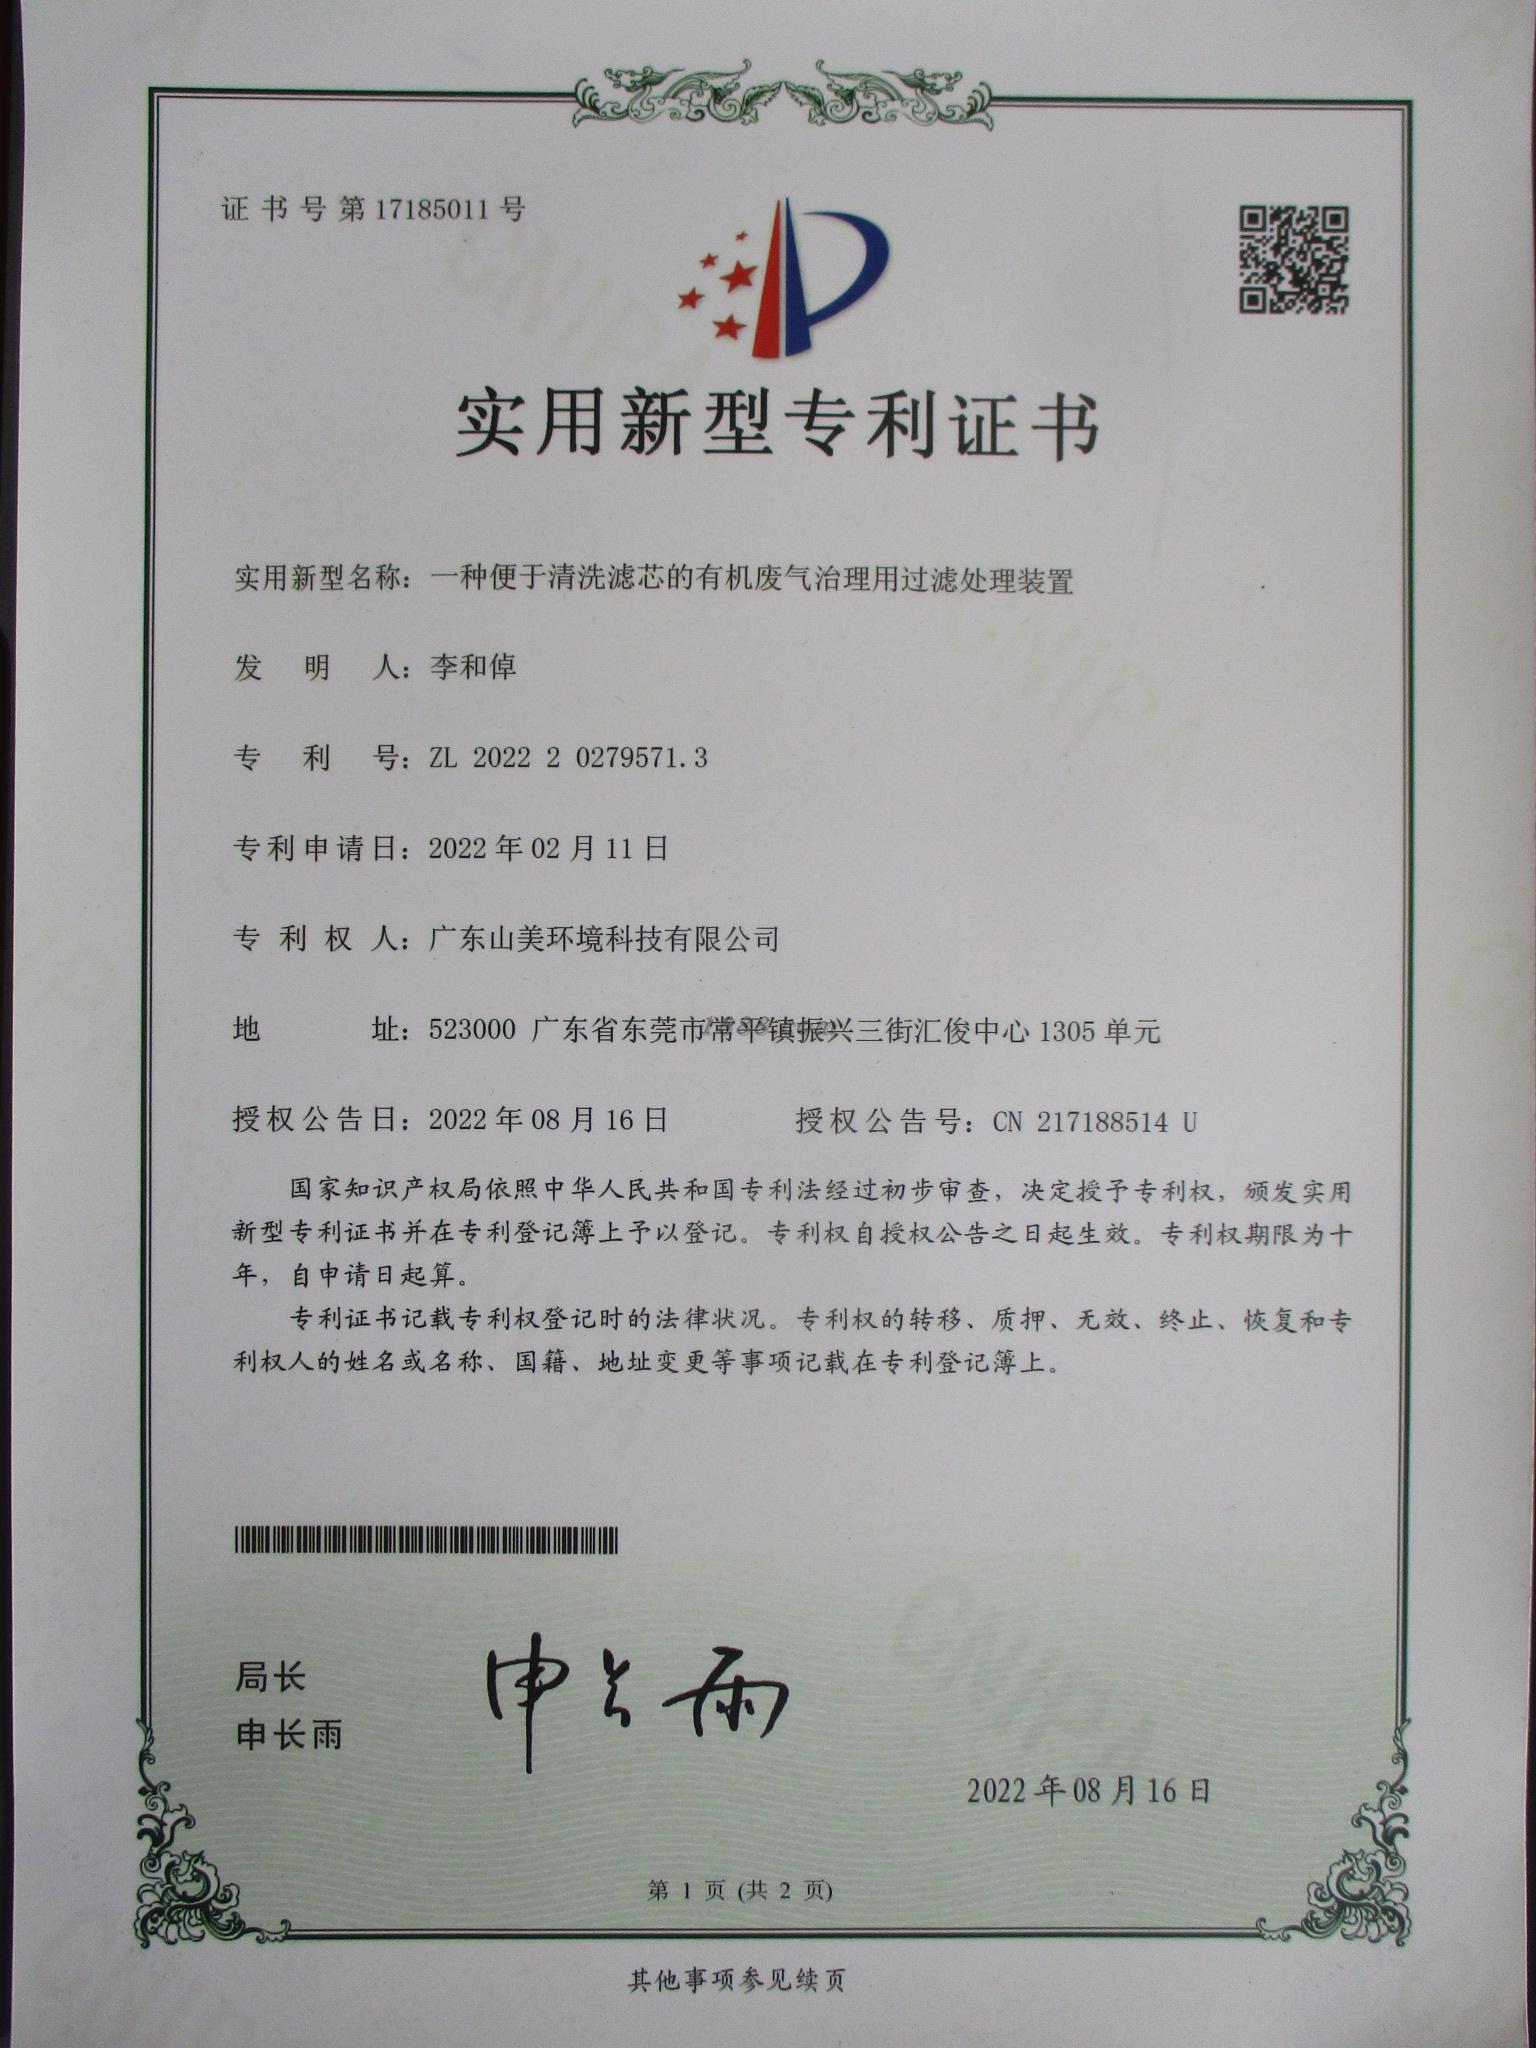 证书号第17185011号
实用新型专利证书
实用新型名称：一种便于清洗滤芯的有机废气治理用过滤处理装置
发明人：李和倬
专利号：ZL 2022 2 0279571.3
专利申请日：2022年02月11日
专利权人：广东山美环境科技有限公司
地址：523000 广东省东莞市常平镇振兴三街汇俊中心1305单元
授权公告日：2022年08月16日 授权公告号：CN 217188514 U
国家知识产权局依照中华人民共和国专利法经过初步审查，决定授予专利权，颁发实用
新型专利证书并在专利登记簿上予以登记。专利权自授权公告之日起生效。专利权期限为十
年，自申请日起算。
专利证书记载专利权登记时的法律状况。专利权的转移、质押、无效、终止、恢复和专
利权人的姓名或名称、国籍、地址变更等事项记载在专利登记簿上。
局长
申长雨
申长雨
2022年08月16日
第 1 页 (共 2 页)
其他事项参见续页